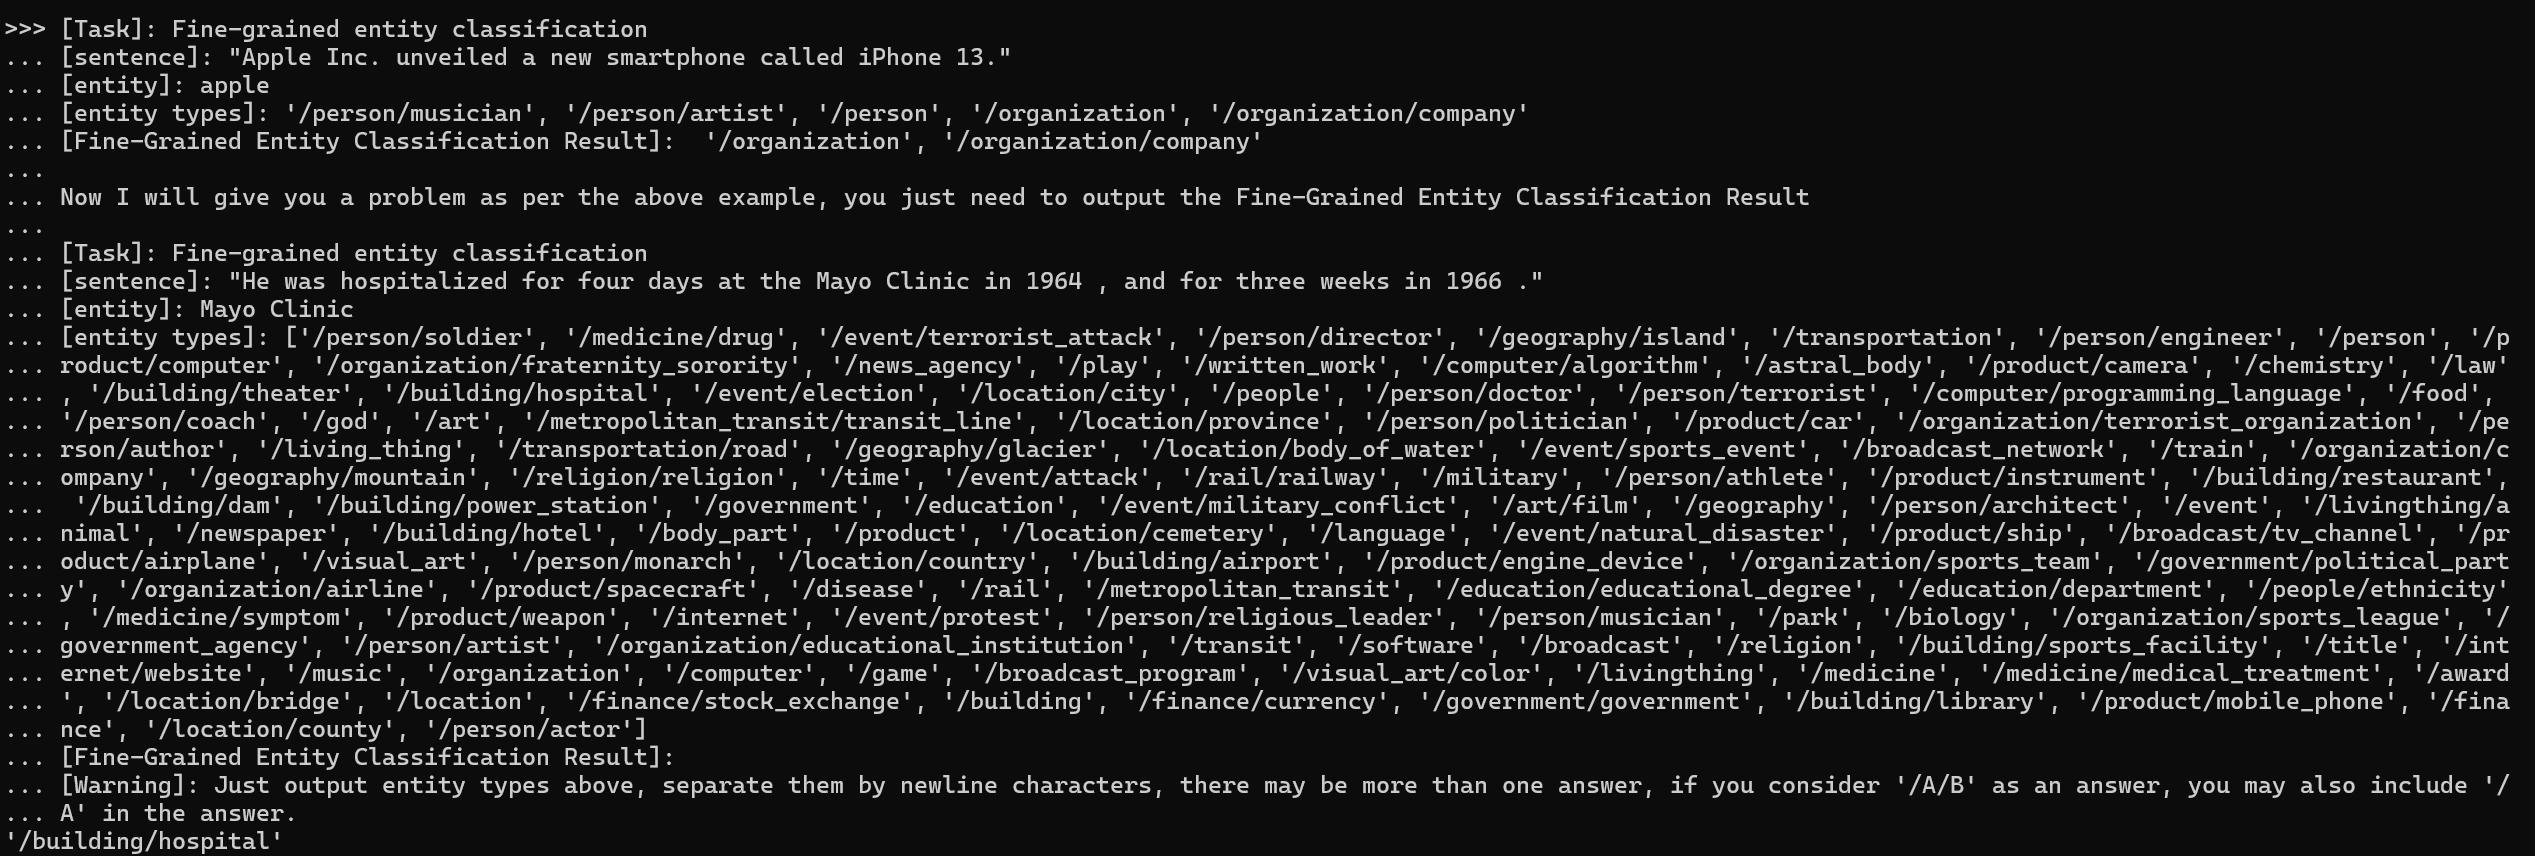 >>> [Task]: Fine-grained entity classification
... [sentence]: "Apple Inc. unveiled a new smartphone called iPhone 13."
... [entity]: apple
... [entity types]: '/person/musician', '/person/artist', '/person', '/organization', '/organization/company'
... [Fine-Grained Entity Classification Result]:  '/organization', '/organization/company'
...
... Now I will give you a problem as per the above example, you just need to output the Fine-Grained Entity Classification Result
...
... [Task]: Fine-grained entity classification
... [sentence]: "He was hospitalized for four days at the Mayo Clinic in 1964 , and for three weeks in 1966 ."
... [entity]: Mayo Clinic
... [entity types]: ['/person/soldier', '/medicine/drug', '/event/terrorist_attack', '/person/director', '/geography/island', '/transportation', '/person/engineer', '/person', '/p
... roduct/computer', '/organization/fraternity_sorority', '/news_agency', '/play', '/written_work', '/computer/algorithm', '/astral_body', '/product/camera', '/chemistry', '/law'
... , '/building/theater', '/building/hospital', '/event/election', '/location/city', '/people', '/person/doctor', '/person/terrorist', '/computer/programming_language', '/food',
... '/person/coach', '/god', '/art', '/metropolitan_transit/transit_line', '/location/province', '/person/politician', '/product/car', '/organization/terrorist_organization', '/pe
... rson/author', '/living_thing', '/transportation/road', '/geography/glacier', '/location/body_of_water', '/event/sports_event', '/broadcast_network', '/train', '/organization/c
... ompany', '/geography/mountain', '/religion/religion', '/time', '/event/attack', '/rail/railway', '/military', '/person/athlete', '/product/instrument', '/building/restaurant',
...  '/building/dam', '/building/power_station', '/government', '/education', '/event/military_conflict', '/art/film', '/geography', '/person/architect', '/event', '/livingthing/a
... nimal', '/newspaper', '/building/hotel', '/body_part', '/product', '/location/cemetery', '/language', '/event/natural_disaster', '/product/ship', '/broadcast/tv_channel', '/pr
... oduct/airplane', '/visual_art', '/person/monarch', '/location/country', '/building/airport', '/product/engine_device', '/organization/sports_team', '/government/political_part
... y', '/organization/airline', '/product/spacecraft', '/disease', '/rail', '/metropolitan_transit', '/education/educational_degree', '/education/department', '/people/ethnicity'
... , '/medicine/symptom', '/product/weapon', '/internet', '/event/protest', '/person/religious_leader', '/person/musician', '/park', '/biology', '/organization/sports_league', '/
... government_agency', '/person/artist', '/organization/educational_institution', '/transit', '/software', '/broadcast', '/religion', '/building/sports_facility', '/title', '/int
... ernet/website', '/music', '/organization', '/computer', '/game', '/broadcast_program', '/visual_art/color', '/livingthing', '/medicine', '/medicine/medical_treatment', '/award
... ', '/location/bridge', '/location', '/finance/stock_exchange', '/building', '/finance/currency', '/government/government', '/building/library', '/product/mobile_phone', '/fina
... nce', '/location/county', '/person/actor']
... [Fine-Grained Entity Classification Result]:
... [Warning]: Just output entity types above, separate them by newline characters, there may be more than one answer, if you consider '/A/B' as an answer, you may also include '/
... A' in the answer.
'/building/hospital'